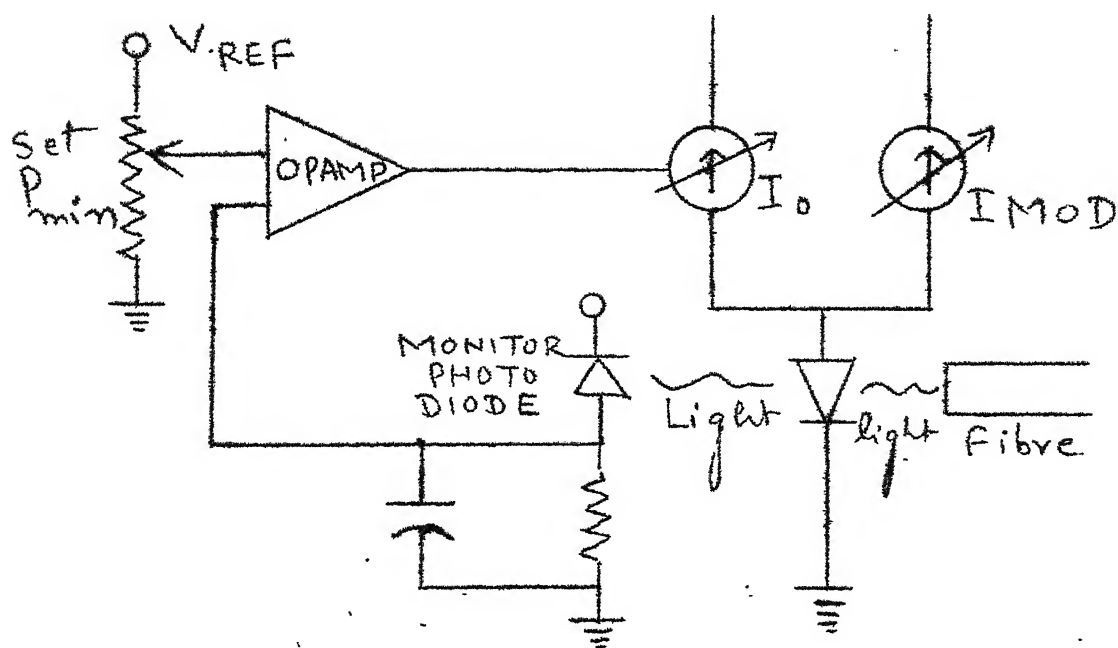 V.REF
Set
Pmin
OPAMP
I0
IMOD
MONITOR
PHOTO
DIODE
Light
light
Fibre